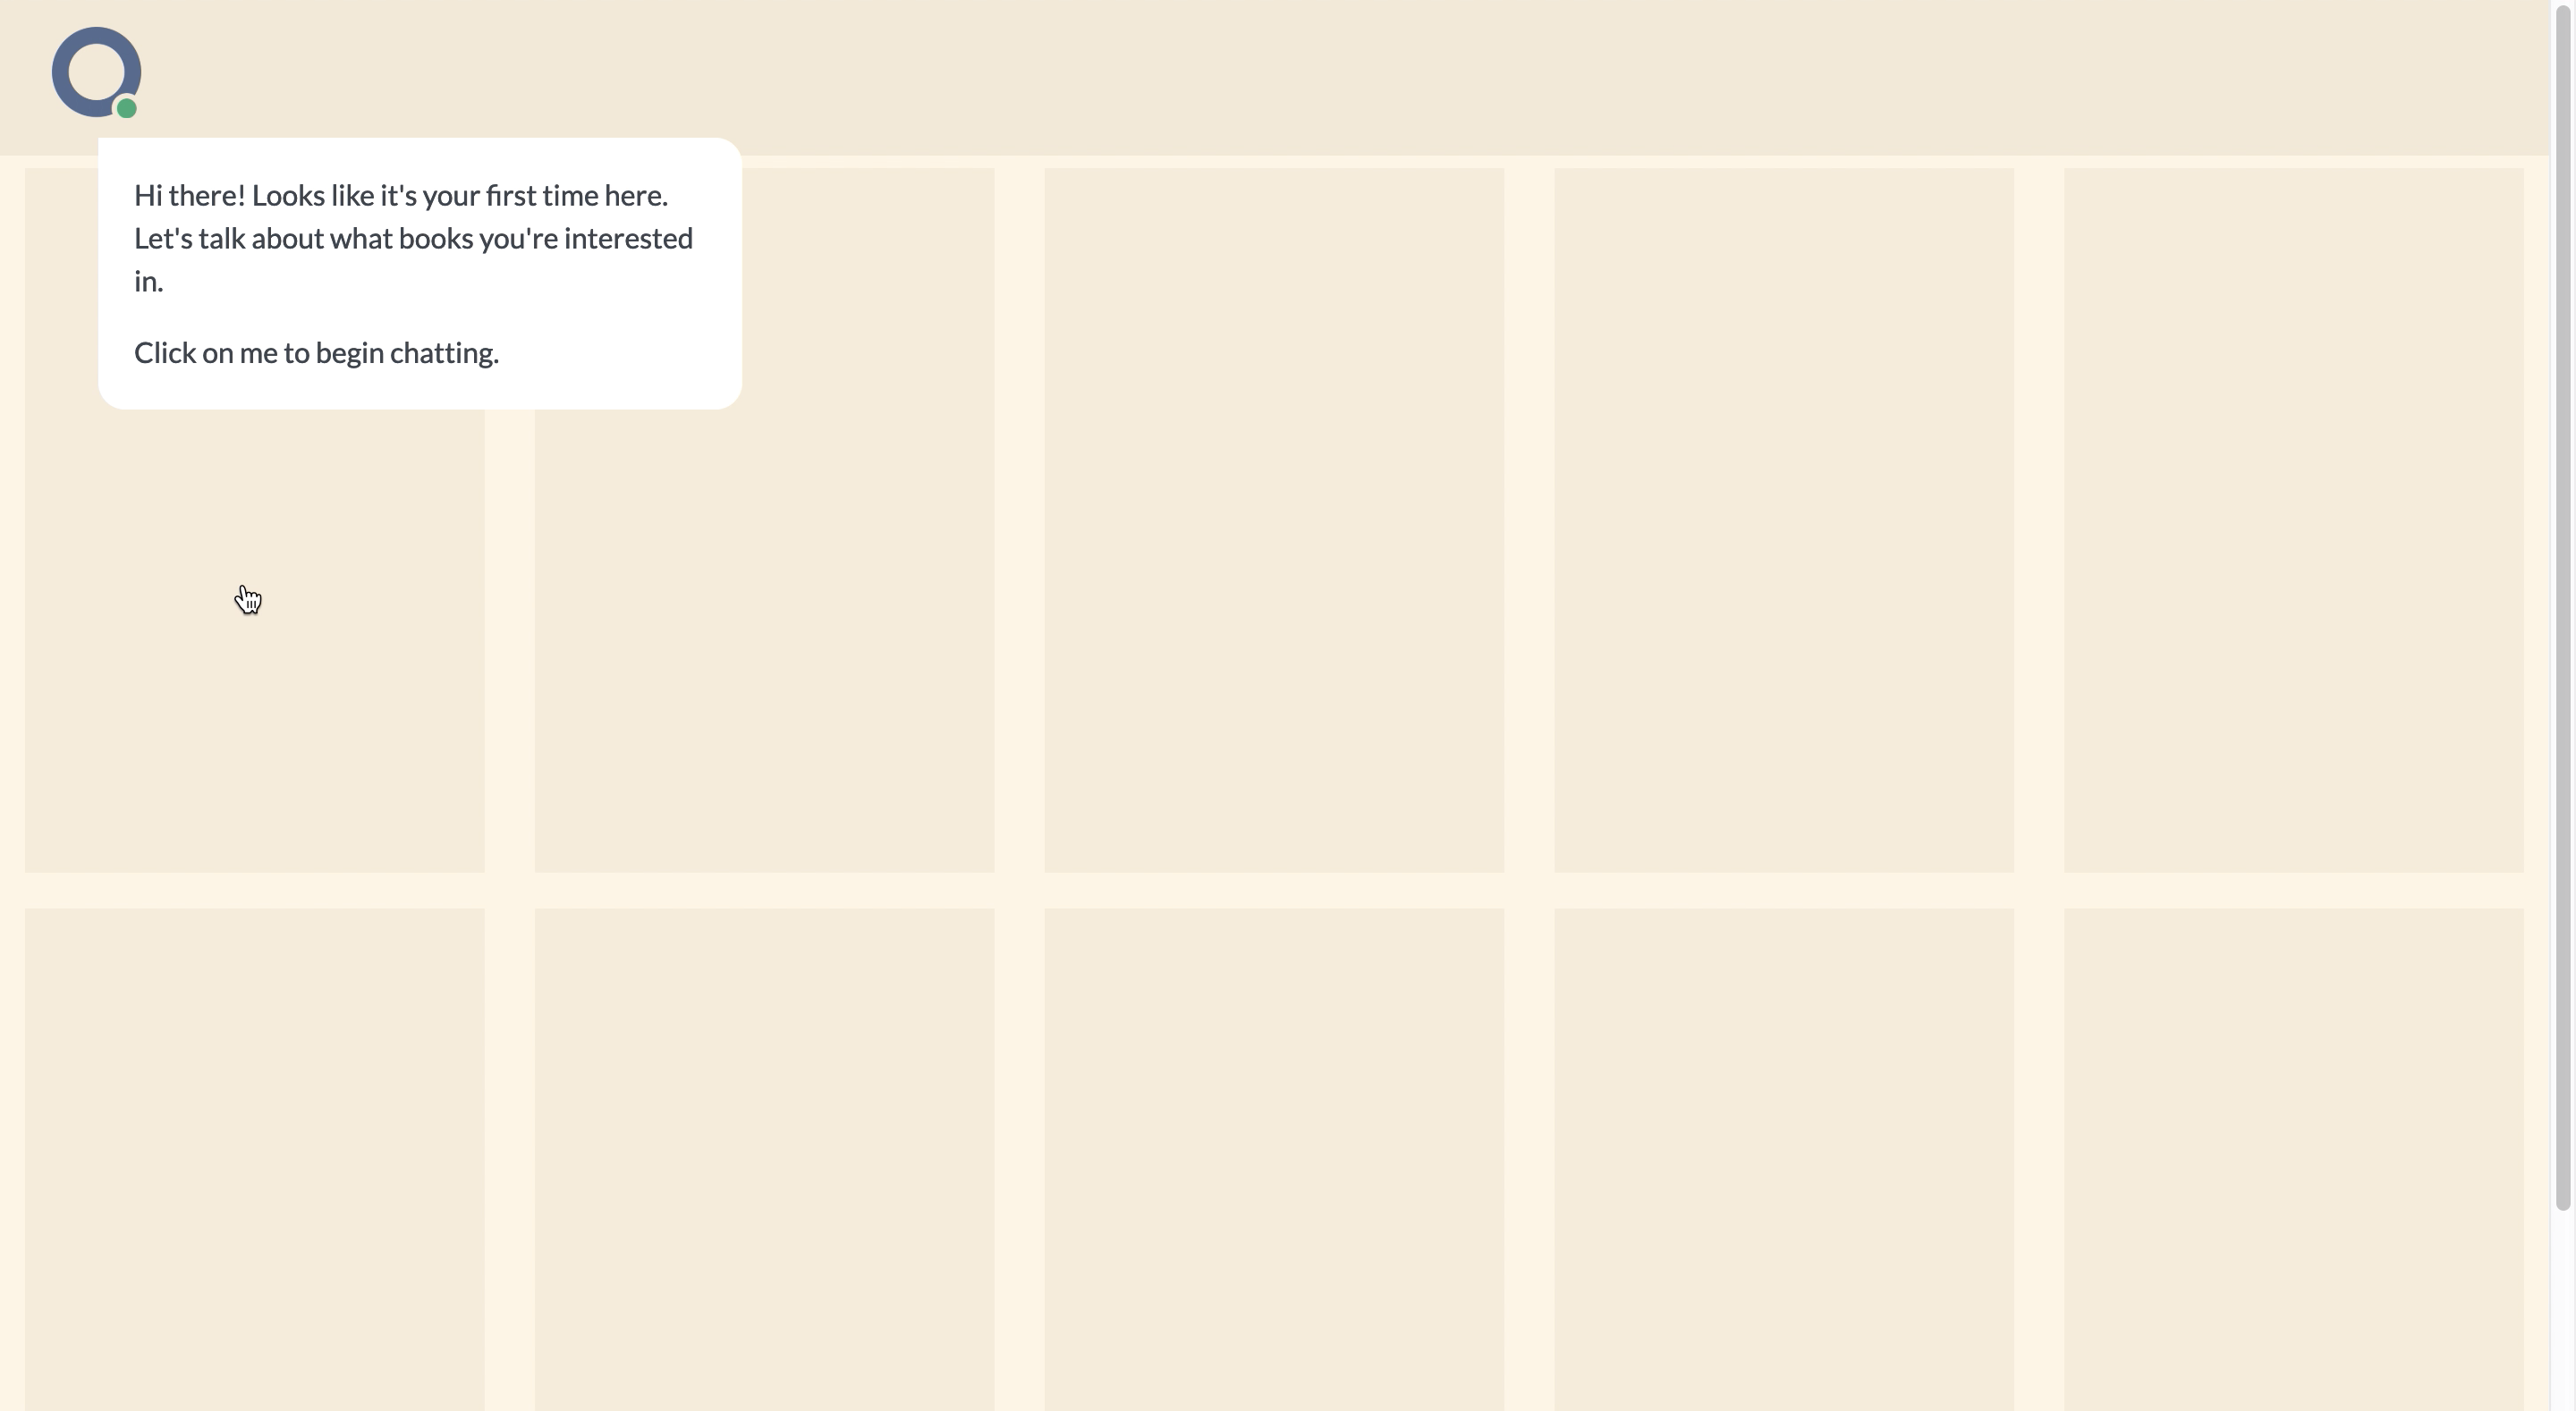 Hi there! Looks like it's your first time here.
Let's talk about what books you're interested
in.
Click on me to begin chatting.